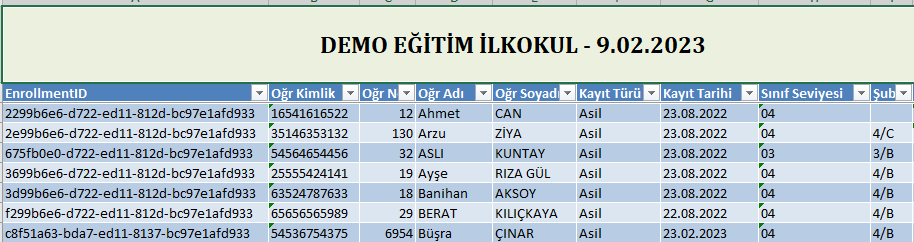 DEMO EĞİTİM İLKOKUL - 9.02.2023
EnrollmentID Öğr Kimlik Öğr N Öğr Adı Öğr Soyadı Kayıt Türü Kayıt Tarihi Sınıf Seviyesi Şub
2299b6e6-d722-ed11-812d-bc97e1afd933 16541616522 12 Ahmet CAN Asil 23.08.2022 04
2e99b6e6-d722-ed11-812d-bc97e1afd933 35146353132 130 Arzu ZİYA Asil 23.08.2022 04 4/C
675fb0e0-d722-ed11-812d-bc97e1afd933 54564654456 32 ASLI KUNTAY Asil 23.08.2022 03 3/B
3699b6e6-d722-ed11-812d-bc97e1afd933 25555424141 19 Ayşe RIZA GÜL Asil 23.08.2022 04 4/B
3d99b6e6-d722-ed11-812d-bc97e1afd933 63524787633 18 Banihan AKSOY Asil 23.08.2022 04 4/B
f299b6e6-d722-ed11-812d-bc97e1afd933 65656565989 29 BERAT KILIÇKAYA Asil 22.08.2022 04 4/B
c8f51a63-bda7-ed11-8137-bc97e1afd933 54536754375 6954 Büşra ÇINAR Asil 23.02.2023 04 4/B